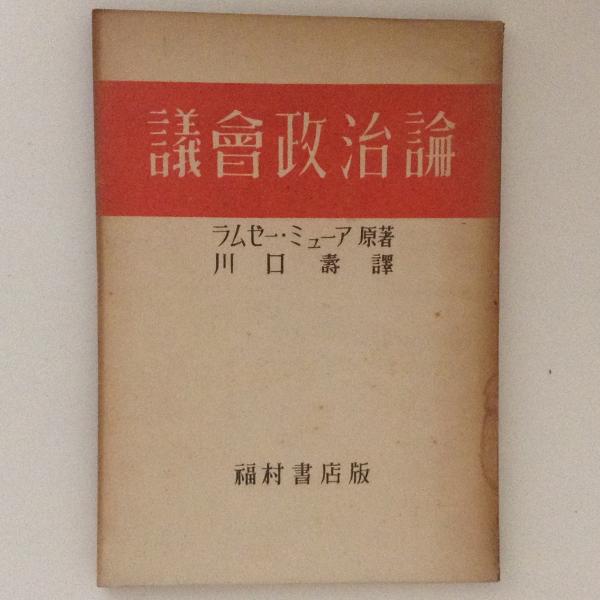 議會政治論
ラムゼー・ミューア 原著
川口壽譯
福村書店版